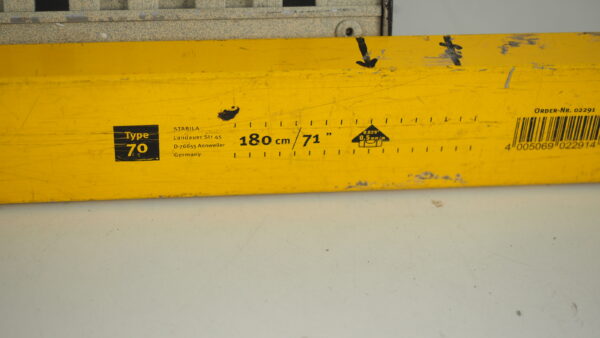 Type
70
STABILA
Landauer Str 45
D-76855 Annweiler
Germany
180 cm / 71 "
ORDER-NR. 02291
4 005069 022914